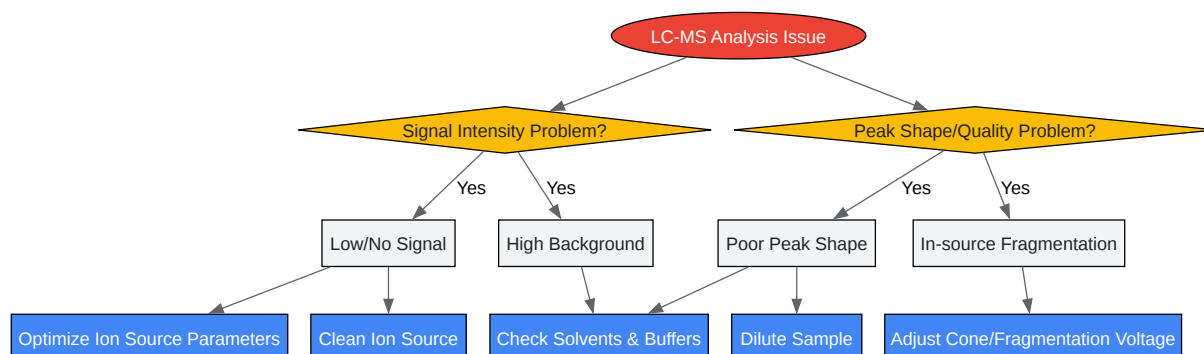 LC-MS Analysis Issue
Signal Intensity Problem?
Peak Shape/Quality Problem?
Yes
Yes
Yes
Yes
Low/No Signal
High Background
Poor Peak Shape
In-source Fragmentation
Optimize Ion Source Parameters
Clean Ion Source
Check Solvents & Buffers
Dilute Sample
Adjust Cone/Fragmentation Voltage